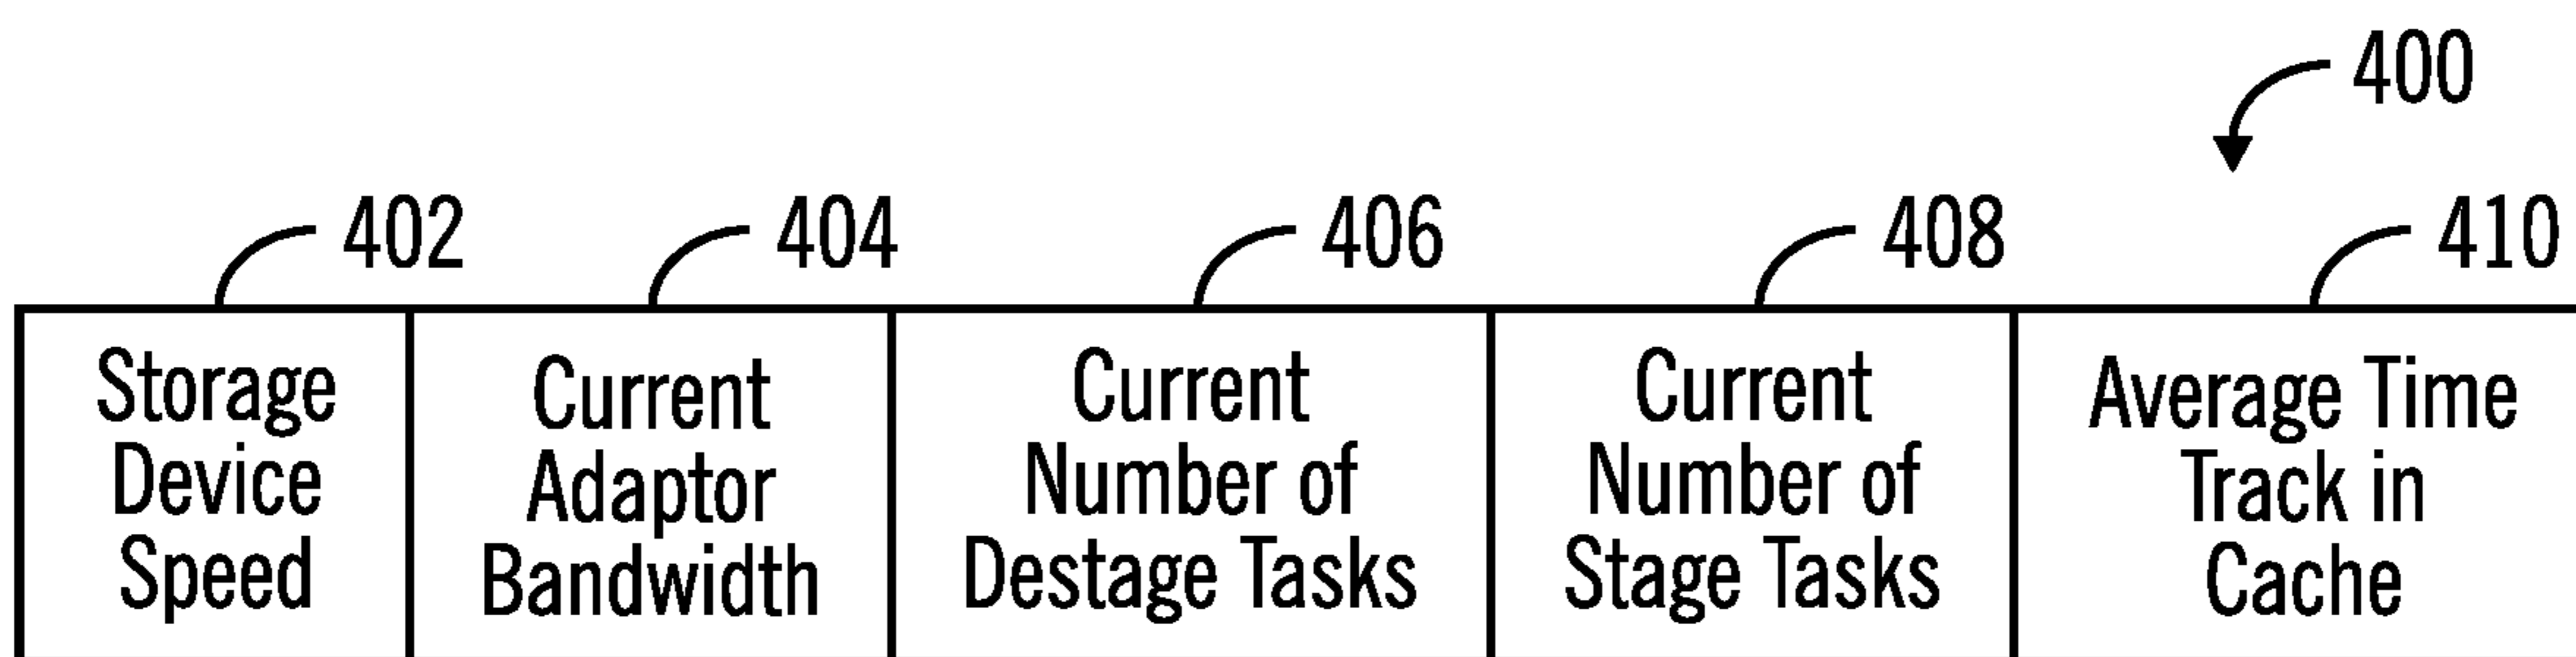 400
402
404
406
408
410
Storage
Device
Speed
Current
Adaptor
Bandwidth
Current
Number of
Destage Tasks
Current
Number of
Stage Tasks
Average Time
Track in
Cache